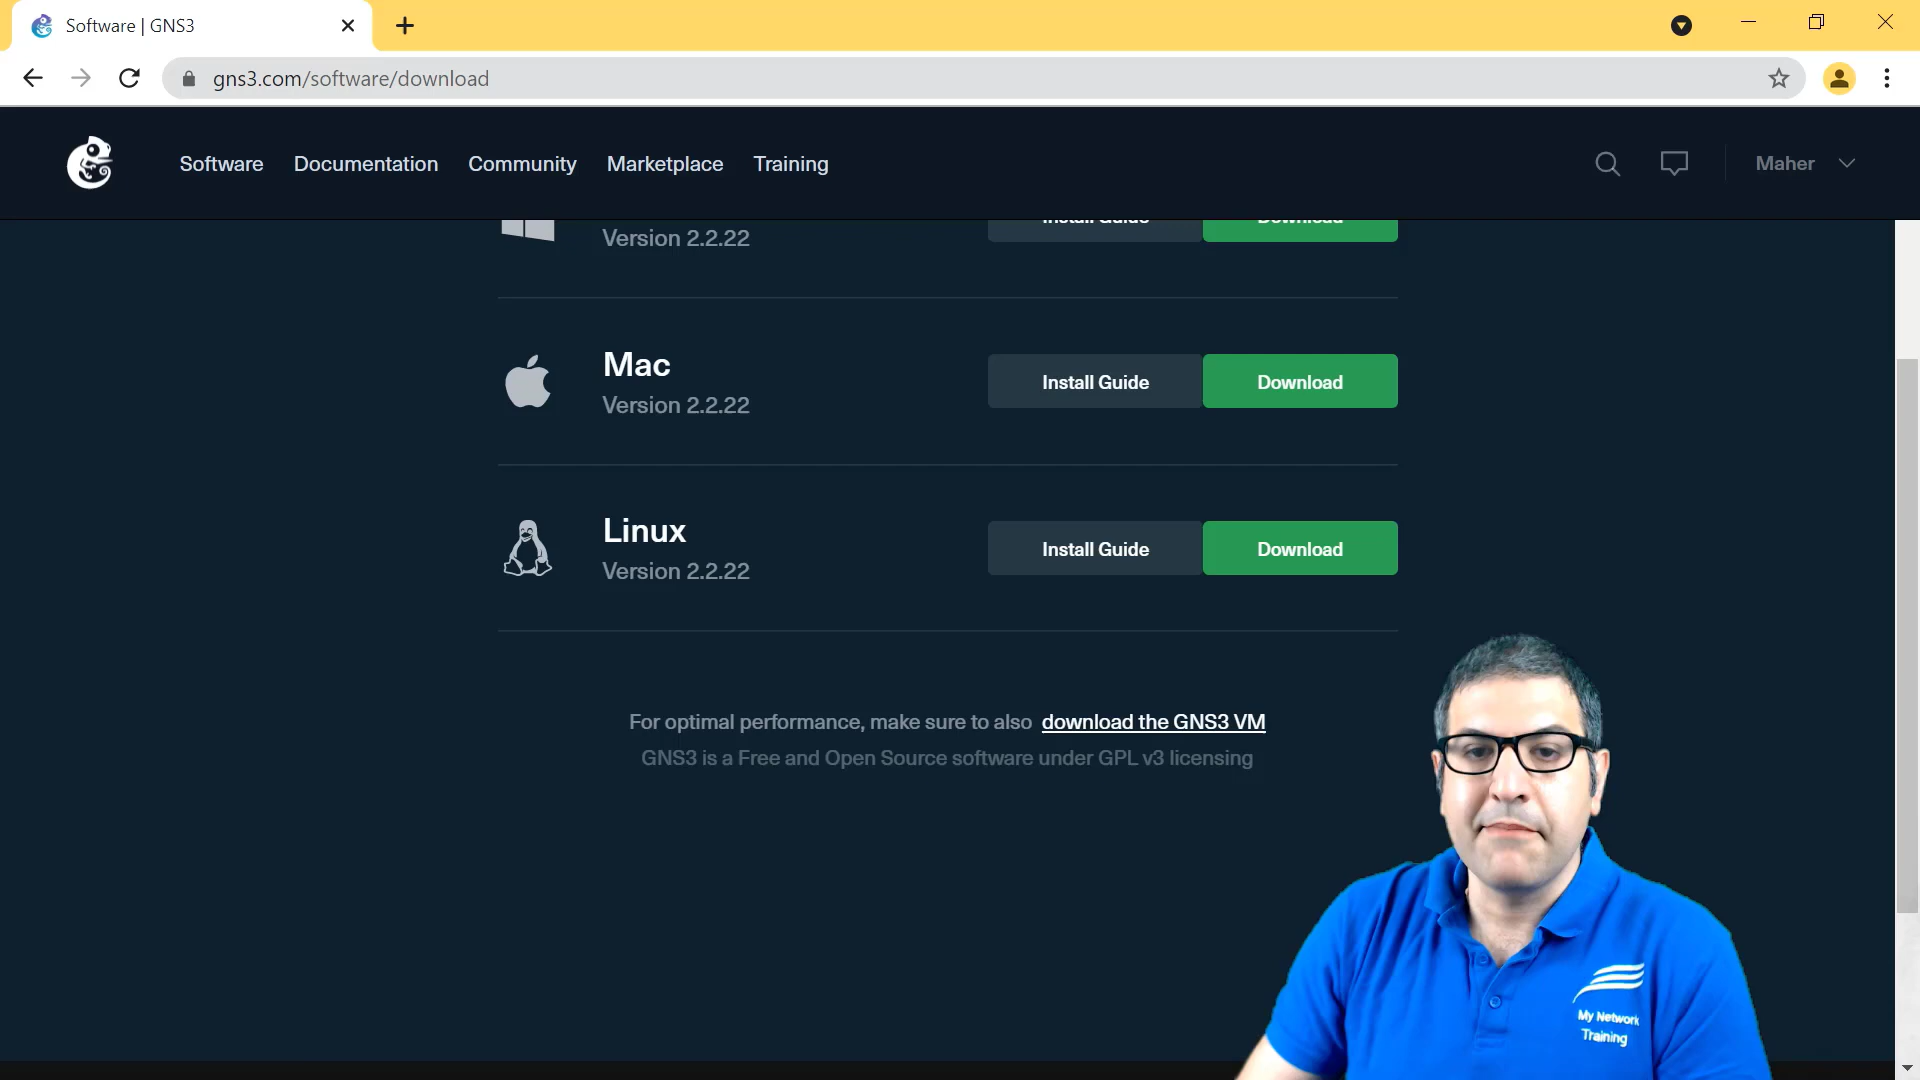 Software | GNS3
gns3.com/software/download
Software Documentation Community Marketplace Training Maher
Install Guide Download
Version 2.2.22
Mac
Version 2.2.22
Install Guide Download
Linux
Version 2.2.22
Install Guide Download
For optimal performance, make sure to also download the GNS3 VM
GNS3 is a Free and Open Source software under GPL v3 licensing
My Network
Training